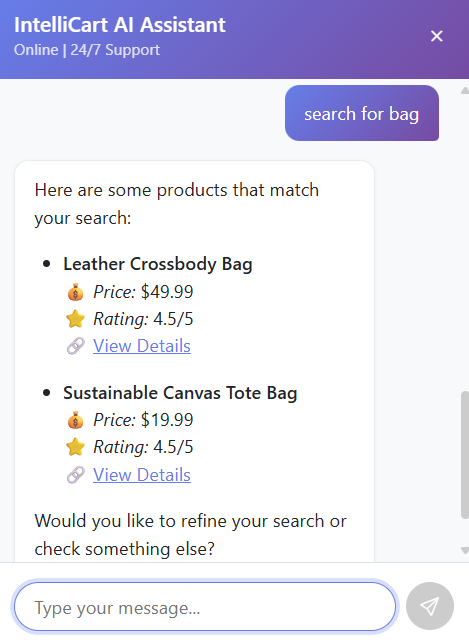 IntelliCart AI Assistant
Online | 24/7 Support
search for bag
Here are some products that match
your search:
Leather Crossbody Bag
Price: $49.99
Rating: 4.5/5
View Details
Sustainable Canvas Tote Bag
Price: $19.99
Rating: 4.5/5
View Details
Would you like to refine your search or
check something else?
Type your message...